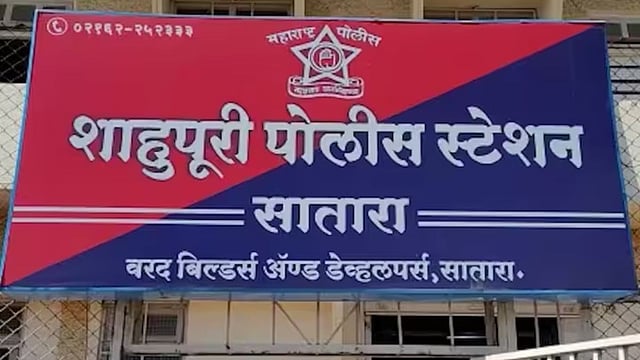 ०२१६२-२५२३३३
महाराष्ट्र पोलीस
शाहुपूरी पोलीस स्टेशन
सातारा
वरद बिल्डर्स ॲण्ड डेव्हलपर्स, सातारा.